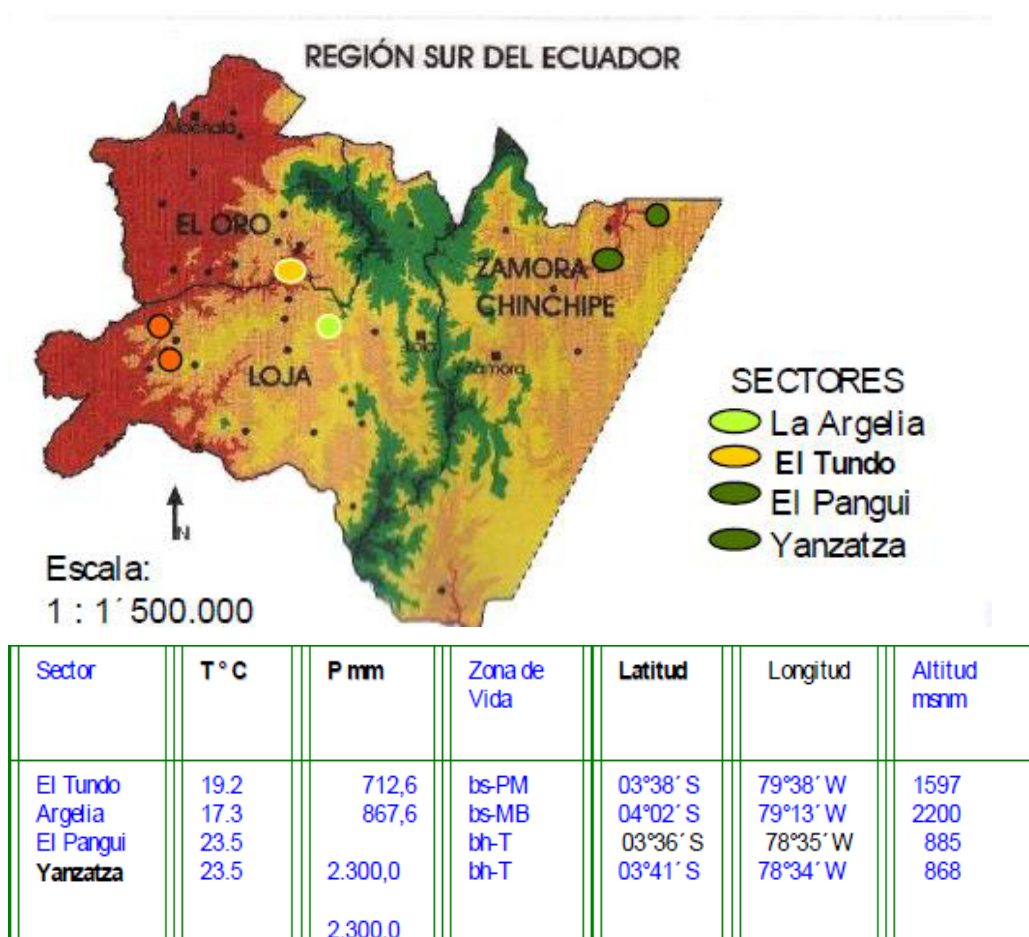 REGIÓN SUR DEL ECUADOR
Machala
EL ORO
ZAMORA
CHINCHIPE
Loja
Zamora
LOJA
SECTORES
La Argelia
El Tundo
El Pangui
Yanzatza
N
Escala:
1 : 1´ 500.000
Sector T ° C P mm Zona de Vida Latitud Longitud Altitud msnm
El Tundo 19.2 712,6 bs-PM 03°38´ S 79°38´ W 1597
Argelia 17.3 867,6 bs-MB 04°02´ S 79°13´ W 2200
El Pangui 23.5 bh-T 03°36´ S 78°35´ W 885
Yanzatza 23.5 2.300,0 bh-T 03°41´ S 78°34´ W 868
2.300,0